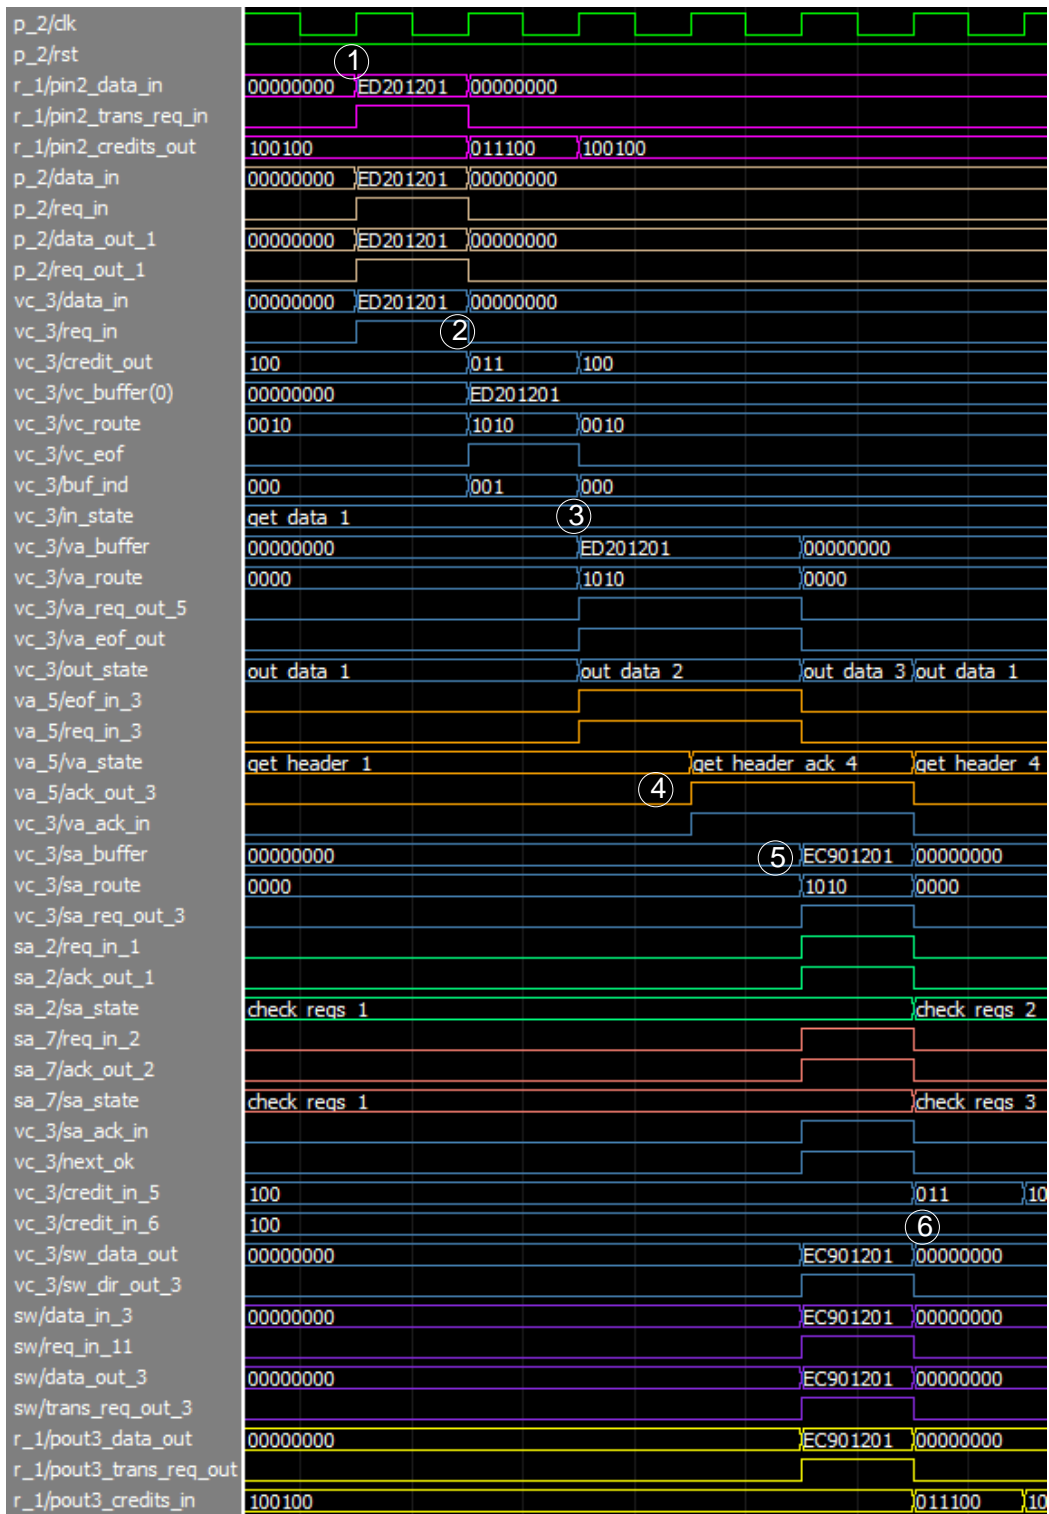 p_2/clk
p_2/rst
①
r_1/pin2_data_in 00000000 ED201201 00000000
r_1/pin2_trans_req_in
r_1/pin2_credits_out 100100 011100 100100
p_2/data_in 00000000 ED201201 00000000
p_2/req_in
p_2/data_out_1 00000000 ED201201 00000000
p_2/req_out_1
vc_3/data_in 00000000 ED201201 00000000
vc_3/req_in ②
vc_3/credit_out 100 011 100
vc_3/vc_buffer(0) 00000000 ED201201
vc_3/vc_route 0010 1010 0010
vc_3/vc_eof
vc_3/buf_ind 000 001 000
vc_3/in_state get data 1 ③
vc_3/va_buffer 00000000 ED201201 00000000
vc_3/va_route 0000 1010 0000
vc_3/va_req_out_5
vc_3/va_eof_out
vc_3/out_state out data 1 out data 2 out data 3 out data 1
va_5/eof_in_3
va_5/req_in_3
va_5/va_state get header 1 get header ack 4 get header 4
va_5/ack_out_3 ④
vc_3/va_ack_in
vc_3/sa_buffer 00000000 ⑤ EC901201 00000000
vc_3/sa_route 0000 1010 0000
vc_3/sa_req_out_3
sa_2/req_in_1
sa_2/ack_out_1
sa_2/sa_state check reqs 1 check reqs 2
sa_7/req_in_2
sa_7/ack_out_2
sa_7/sa_state check reqs 1 check reqs 3
vc_3/sa_ack_in
vc_3/next_ok
vc_3/credit_in_5 100 011 10
vc_3/credit_in_6 100 ⑥
vc_3/sw_data_out 00000000 EC901201 00000000
vc_3/sw_dir_out_3
sw/data_in_3 00000000 EC901201 00000000
sw/req_in_11
sw/data_out_3 00000000 EC901201 00000000
sw/trans_req_out_3
r_1/pout3_data_out 00000000 EC901201 00000000
r_1/pout3_trans_req_out
r_1/pout3_credits_in 100100 011100 10